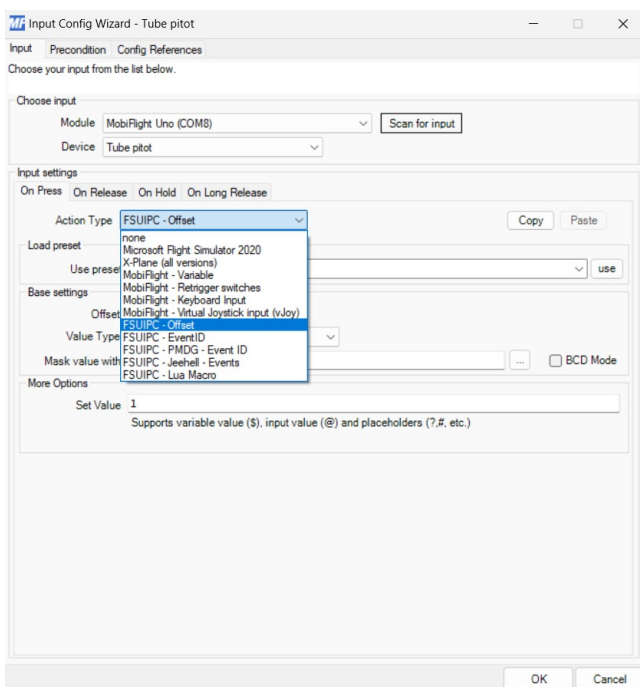 MF Input Config Wizard - Tube pitot
Input Precondition Config References
Choose your input from the list below.
Choose input
Module MobiFlight Uno (COM8) Scan for input
Device Tube pitot
Input settings
On Press On Release On Hold On Long Release
Action Type FSUIPC - Offset Copy Paste
none
Microsoft Flight Simulator 2020
Load preset
X-Plane (all versions)
Use preset MobiFlight - Variable use
MobiFlight - Retrigger switches
Base settings
MobiFlight - Keyboard Input
Offset MobiFlight - Virtual Joystick input (vJoy)
FSUIPC - Offset
Value Type FSUIPC - EventID
FSUIPC - PMDG - Event ID
Mask value with FSUIPC - Jeehell - Events ... BCD Mode
FSUIPC - Lua Macro
More Options
Set Value 1
Supports variable value ($), input value (@) and placeholders (?,#, etc.)
OK Cancel